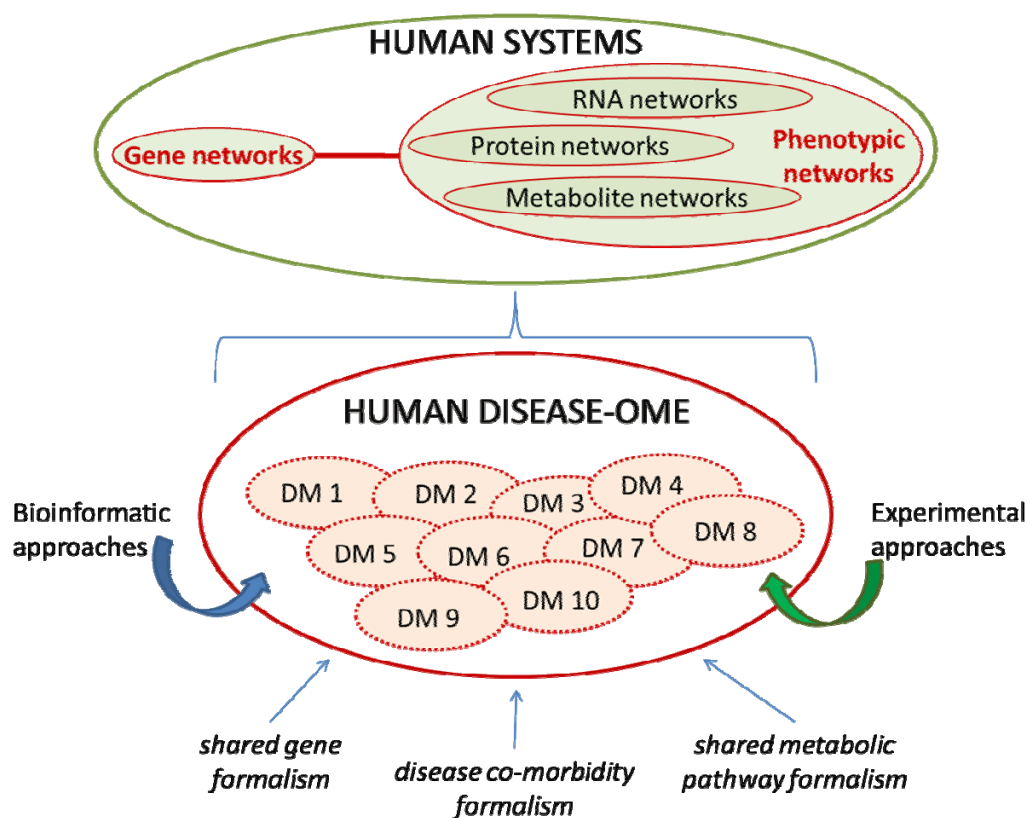 HUMAN SYSTEMS
RNA networks
Gene networks
Protein networks
Phenotypic
networks
Metabolite networks
HUMAN DISEASE-OME
DM 1
DM 2
DM 3
DM 4
Bioinformatic
approaches
DM 5
DM 6
DM 7
DM 8
Experimental
approaches
DM 9
DM 10
shared gene
formalism
disease co-morbidity
formalism
shared metabolic
pathway formalism